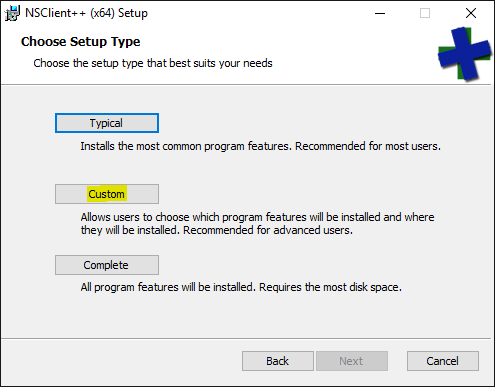 NSClient++ (x64) Setup
Choose Setup Type
Choose the setup type that best suits your needs
Typical
Installs the most common program features. Recommended for most users.
Custom
Allows users to choose which program features will be installed and where
they will be installed. Recommended for advanced users.
Complete
All program features will be installed. Requires the most disk space.
Back
Next
Cancel